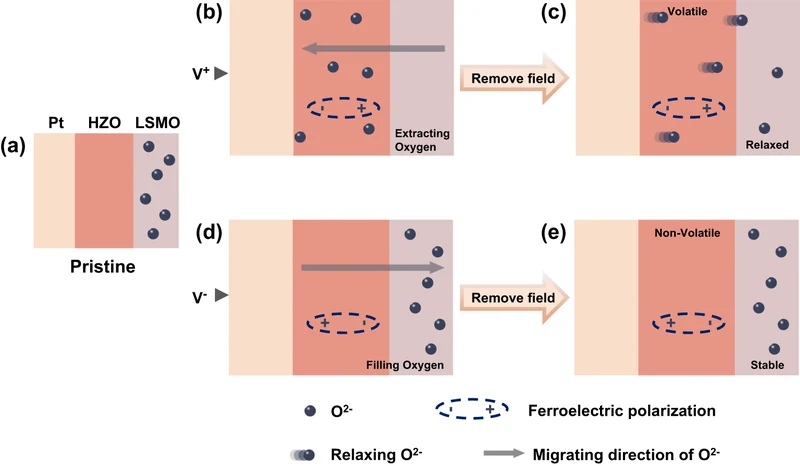 (a)
Pt HZO LSMO
Pristine
(b)
V⁺
- +
Extracting
Oxygen
Remove field
(c)
Volatile
- +
Relaxed
(d)
V⁻
+ -
Filling Oxygen
Remove field
(e)
Non-Volatile
+ -
Stable
O²⁻
- +
Ferroelectric polarization
Relaxing O²⁻
Migrating direction of O²⁻